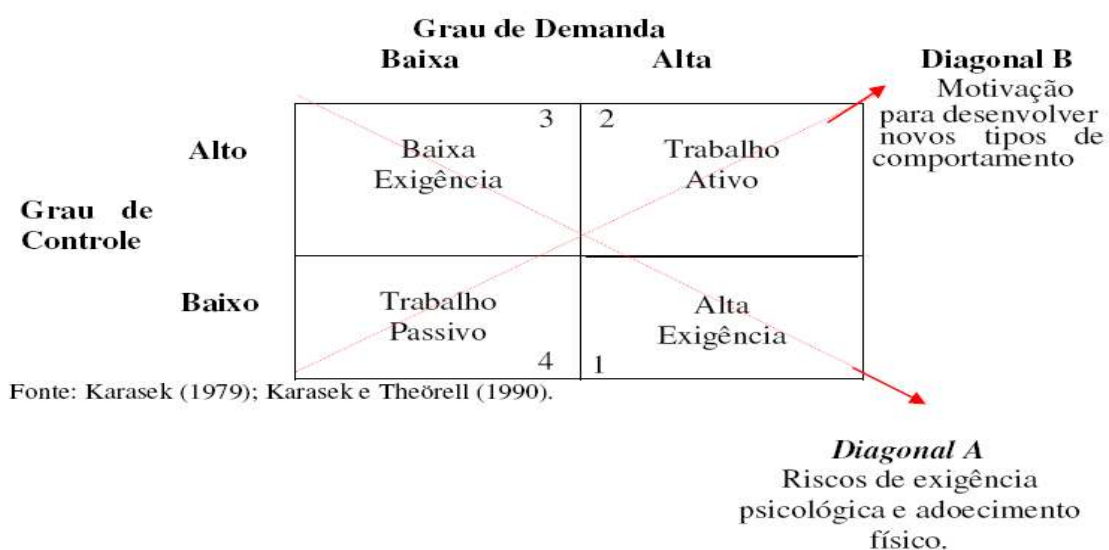 Grau de Demanda
Baixa Alta
Diagonal B
Motivação
para desenvolver
novos tipos de
comportamento
Alto
3 2
Baixa
Exigência
Trabalho
Ativo
Grau de
Controle
Baixo
Trabalho
Passivo
Alta
Exigência
4 1
Fonte: Karasek (1979); Karasek e Theörell (1990).
Diagonal A
Riscos de exigência
psicológica e adoecimento
físico.